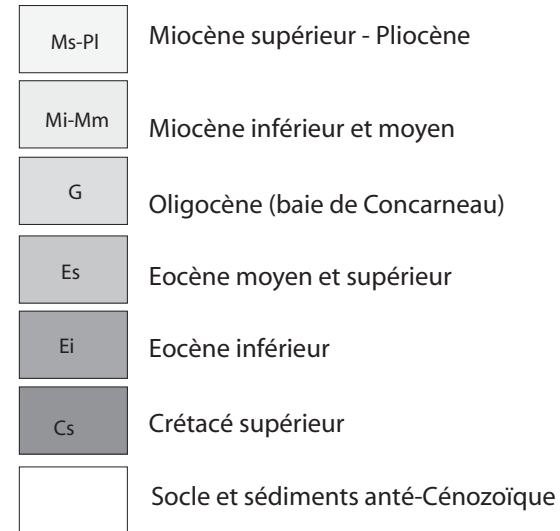 Ms-Pl Miocène supérieur - Pliocène
Mi-Mm Miocène inférieur et moyen
G Oligocène (baie de Concarneau)
Es Eocène moyen et supérieur
Ei Eocène inférieur
Cs Crétacé supérieur
Socle et sédiments anté-Cénozoïque